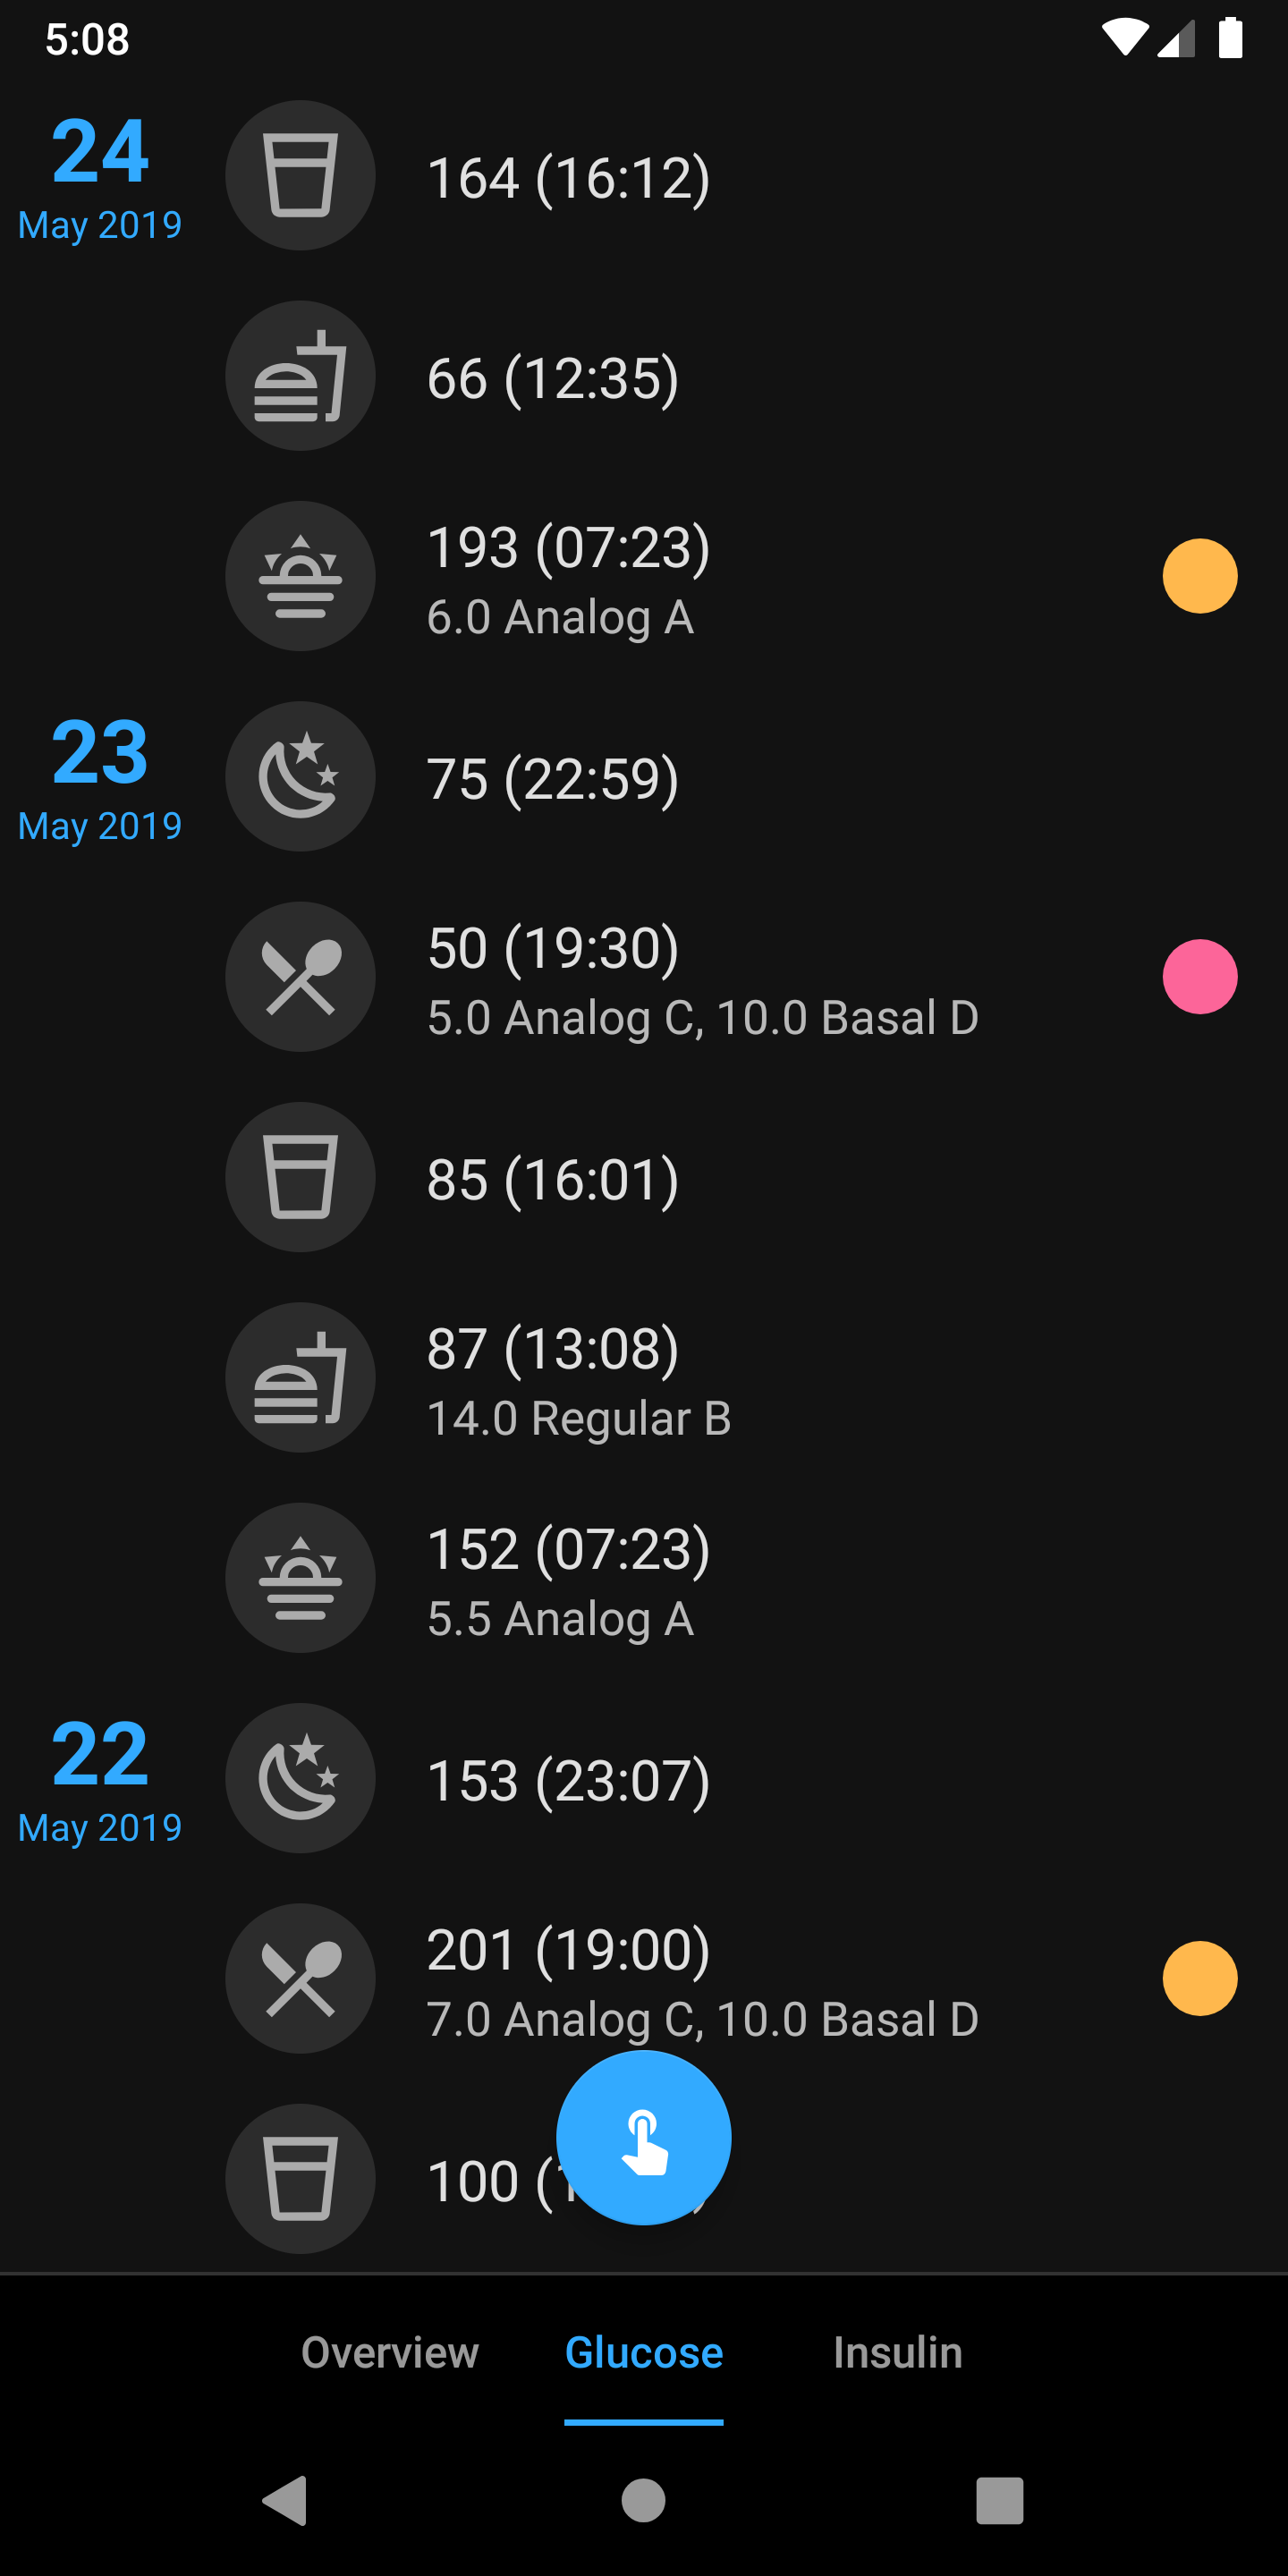 5:08
24
May 2019
164 (16:12)
66 (12:35)
193 (07:23)
6.0 Analog A
23
May 2019
75 (22:59)
50 (19:30)
5.0 Analog C, 10.0 Basal D
85 (16:01)
87 (13:08)
14.0 Regular B
152 (07:23)
5.5 Analog A
22
May 2019
153 (23:07)
201 (19:00)
7.0 Analog C, 10.0 Basal D
100
Overview
Glucose
Insulin